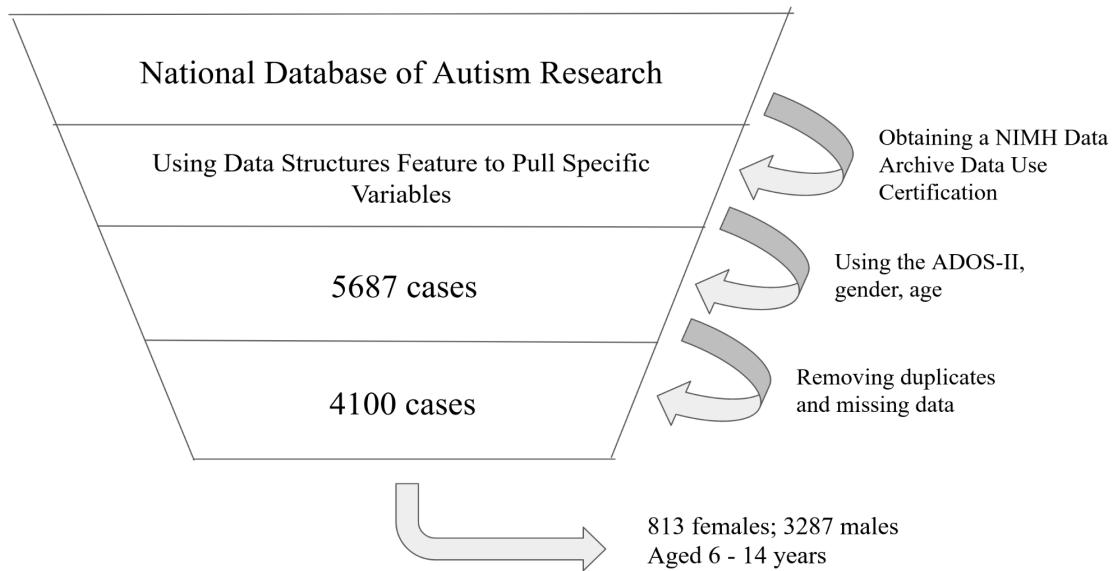 National Database of Autism Research
Using Data Structures Feature to Pull Specific
Variables
Obtaining a NIMH Data
Archive Data Use
Certification
5687 cases
Using the ADOS-II,
gender, age
4100 cases
Removing duplicates
and missing data
813 females; 3287 males
Aged 6 - 14 years